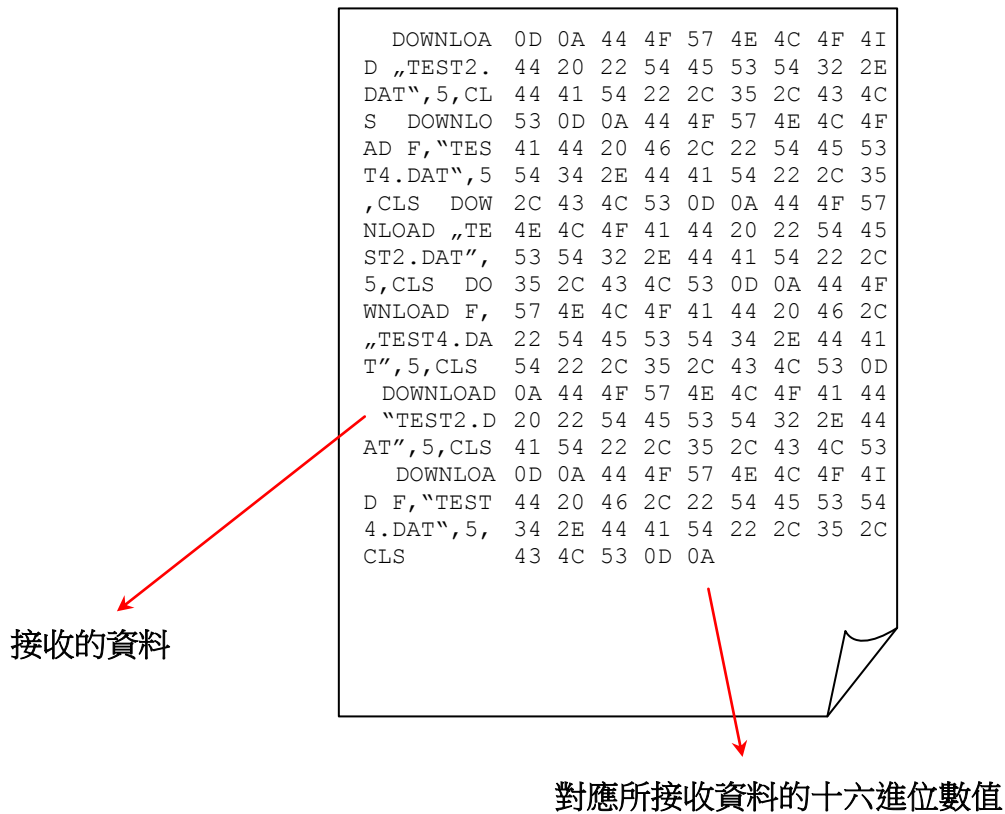 DOWNLOA 0D 0A 44 4F 57 4E 4C 4F 4I
D „TEST2. 44 20 22 54 45 53 54 32 2E
DAT‟,5,CL 44 41 54 22 2C 35 2C 43 4C
S DOWNLO 53 0D 0A 44 4F 57 4E 4C 4F
AD F,‟TES 41 44 20 46 2C 22 54 45 53
T4.DAT‟,5 54 34 2E 44 41 54 22 2C 35
,CLS DOW 2C 43 4C 53 0D 0A 44 4F 57
NLOAD „TE 4E 4C 4F 41 44 20 22 54 45
ST2.DAT”, 53 54 32 2E 44 41 54 22 2C
5,CLS DO 35 2C 43 4C 53 0D 0A 44 4F
WNLOAD F, 57 4E 4C 4F 41 44 20 46 2C
„TEST4.DA 22 54 45 53 54 34 2E 44 41
T”,5,CLS 54 22 2C 35 2C 43 4C 53 0D
DOWNLOAD 0A 44 4F 57 4E 4C 4F 41 44
‟TEST2.D 20 22 54 45 53 54 32 2E 44
AT”,5,CLS 41 54 22 2C 35 2C 43 4C 53
DOWNLOA 0D 0A 44 4F 57 4E 4C 4F 4I
D F,‟TEST 44 20 46 2C 22 54 45 53 54
4.DAT‟,5, 34 2E 44 41 54 22 2C 35 2C
CLS 43 4C 53 0D 0A
接收的資料
對應所接收資料的十六進位數值